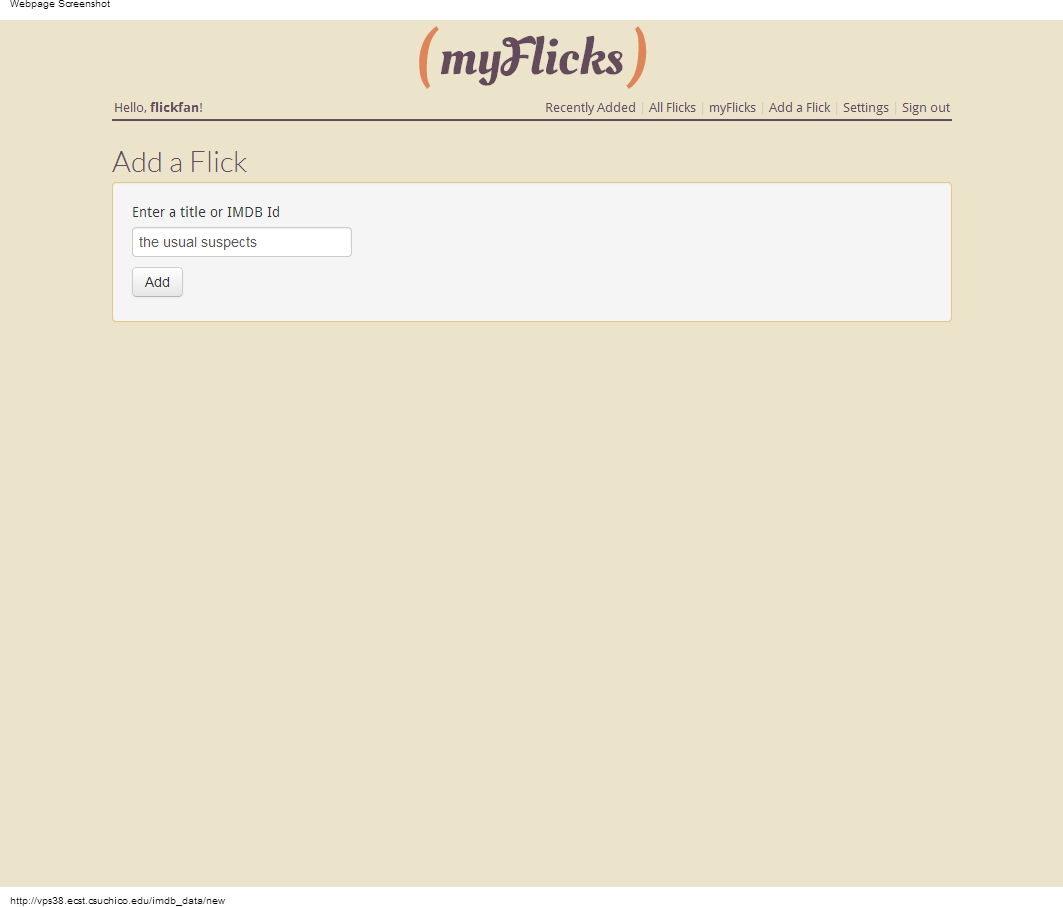 Webpage Screenshot
(myFlicks)
Hello, flickfan! Recently Added | All Flicks | myFlicks | Add a Flick | Settings | Sign out
Add a Flick
Enter a title or IMDB Id
the usual suspects
Add
http://vps38.ecst.csuchico.edu/imdb_data/new